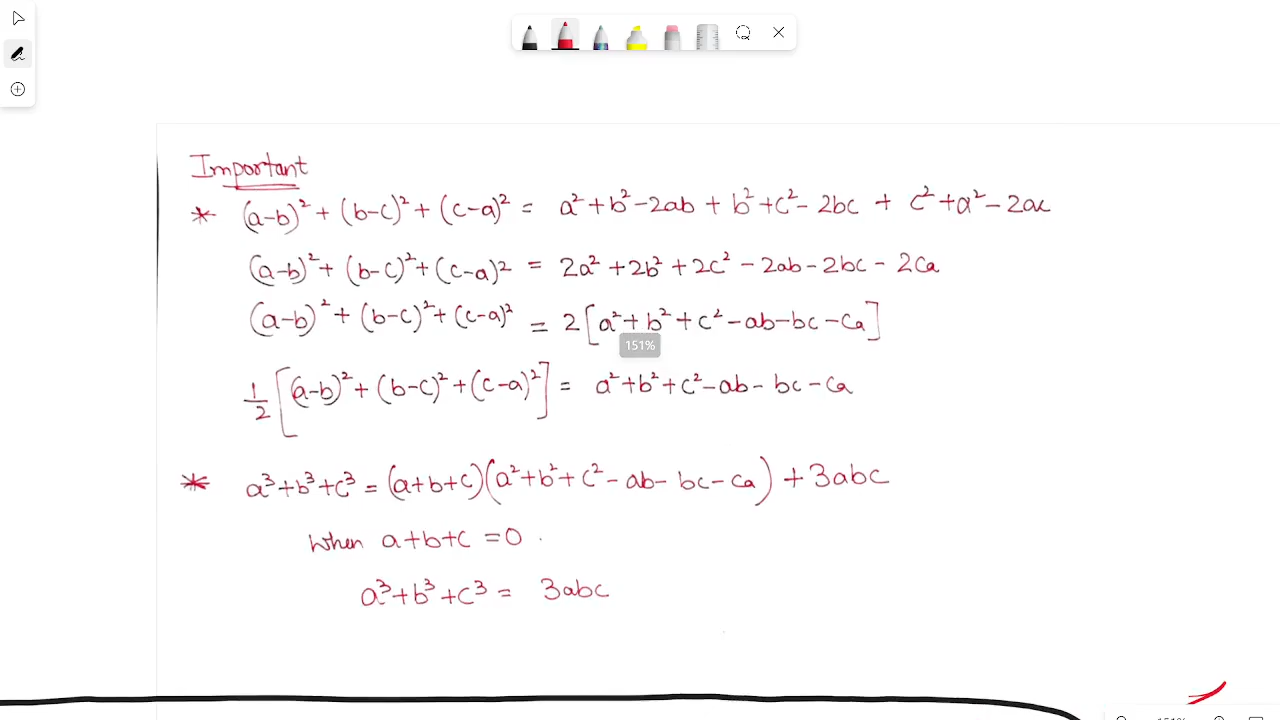 Important
* (a-b)² + (b-c)² + (c-a)² = a² + b² - 2ab + b² + c² - 2bc + c² + a² - 2ac
(a-b)² + (b-c)² + (c-a)² = 2a² + 2b² + 2c² - 2ab - 2bc - 2ca
(a-b)² + (b-c)² + (c-a)² = 2[a² + b² + c² - ab - bc - ca]
151%
1/2 [(a-b)² + (b-c)² + (c-a)²] = a² + b² + c² - ab - bc - ca
* a³ + b³ + c³ = (a+b+c)(a² + b² + c² - ab - bc - ca) + 3abc
When a+b+c = 0
a³ + b³ + c³ = 3abc
151%